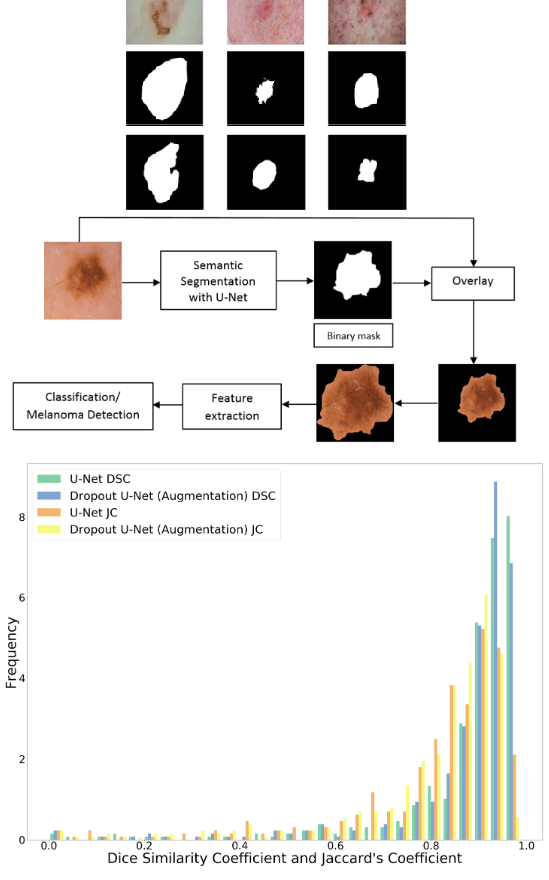 Semantic
Segmentation
with U-Net
Overlay
Binary mask
Classification/
Melanoma Detection
Feature
extraction
U-Net DSC
Dropout U-Net (Augmentation) DSC
U-Net JC
Dropout U-Net (Augmentation) JC
8
6
4
2
0
Frequency
0.0 0.2 0.4 0.6 0.8 1.0
Dice Similarity Coefficient and Jaccard's Coefficient